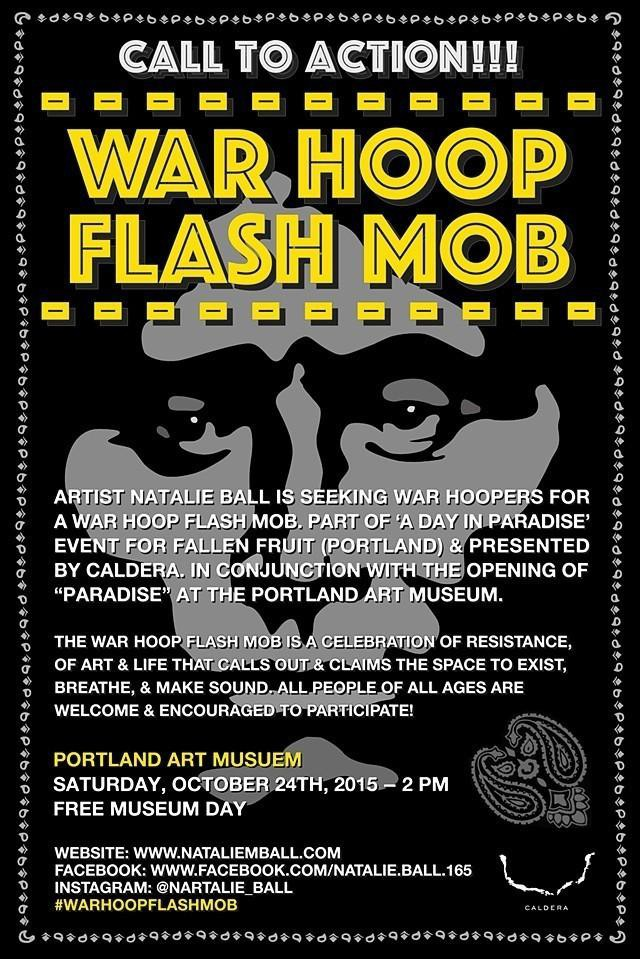 CALL TO ACTION!!!
WAR HOOP
FLASH MOB
ARTIST NATALIE BALL IS SEEKING WAR HOOPERS FOR
A WAR HOOP FLASH MOB. PART OF ‘A DAY IN PARADISE’
EVENT FOR FALLEN FRUIT (PORTLAND) & PRESENTED
BY CALDERA. IN CONJUNCTION WITH THE OPENING OF
“PARADISE” AT THE PORTLAND ART MUSEUM.
THE WAR HOOP FLASH MOB IS A CELEBRATION OF RESISTANCE,
OF ART & LIFE THAT CALLS OUT & CLAIMS THE SPACE TO EXIST,
BREATHE, & MAKE SOUND. ALL PEOPLE OF ALL AGES ARE
WELCOME & ENCOURAGED TO PARTICIPATE!
PORTLAND ART MUSUEM
SATURDAY, OCTOBER 24TH, 2015 – 2 PM
FREE MUSEUM DAY
WEBSITE: WWW.NATALIEMBALL.COM
FACEBOOK: WWW.FACEBOOK.COM/NATALIE.BALL.165
INSTAGRAM: @NARTALIE_BALL
#WARHOOPFLASHMOB
CALDERA